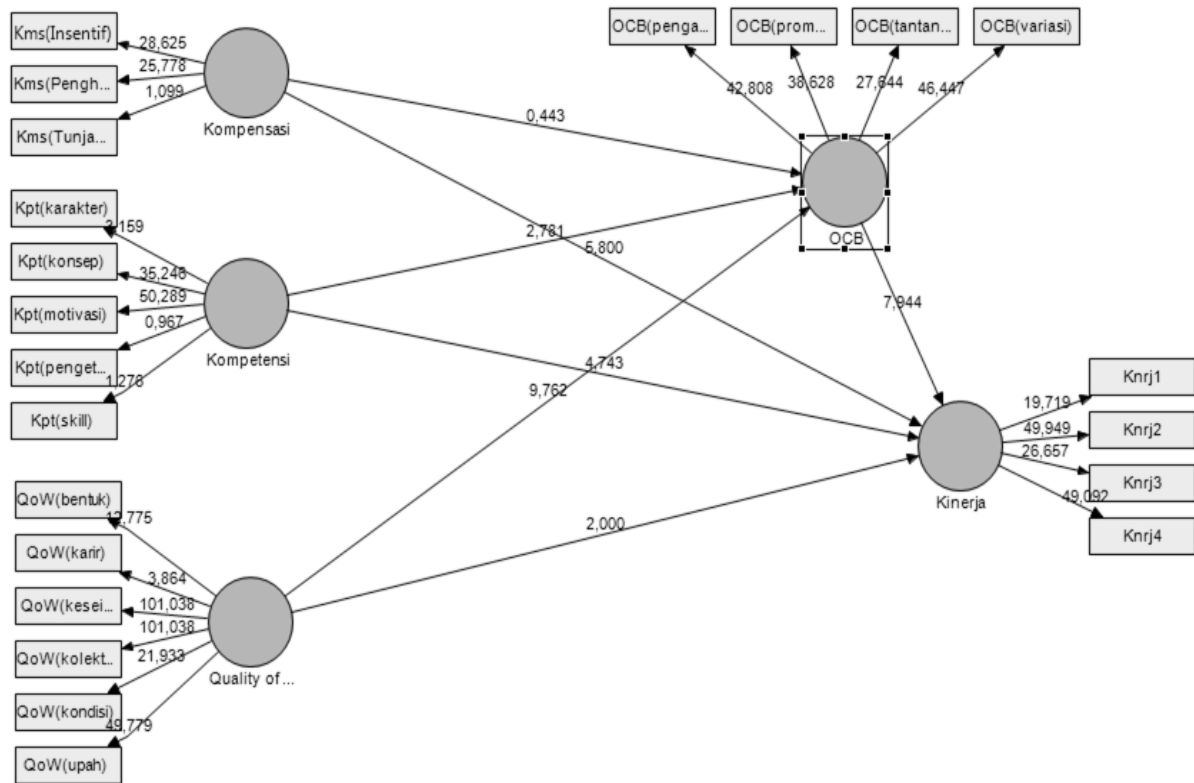 Kms(Insentif)
28,625
Kms(Pengh...
25,778
Kms(Tunja...
1,099
Kompensasi
Kpt(karakter)
3,159
Kpt(konsep)
35,248
Kpt(motivasi)
50,289
Kpt(penget...
0,967
Kpt(skill)
1,276
Kompetensi
QoW(bentuk)
12,775
QoW(karir)
3,864
QoW(kesei...
101,038
QoW(kolekt...
101,038
QoW(kondisi)
21,933
QoW(upah)
49,779
Quality of ...
0,443
5,800
2,781
4,743
9,762
2,000
OCB(penga...
OCB(prom...
OCB(tantan...
OCB(variasi)
42,808
38,628
27,644
46,447
OCB
7,944
Kinerja
Knrj1
19,719
Knrj2
49,949
Knrj3
26,657
Knrj4
49,092